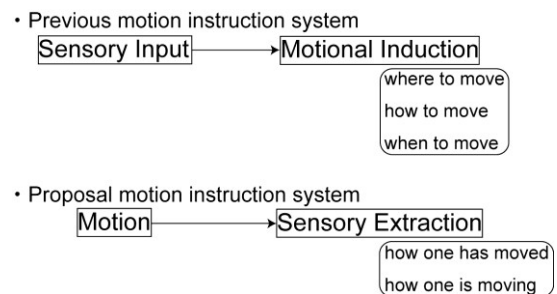 ・Previous motion instruction system
Sensory Input Motional Induction
where to move
how to move
when to move
・Proposal motion instruction system
Motion Sensory Extraction
how one has moved
how one is moving